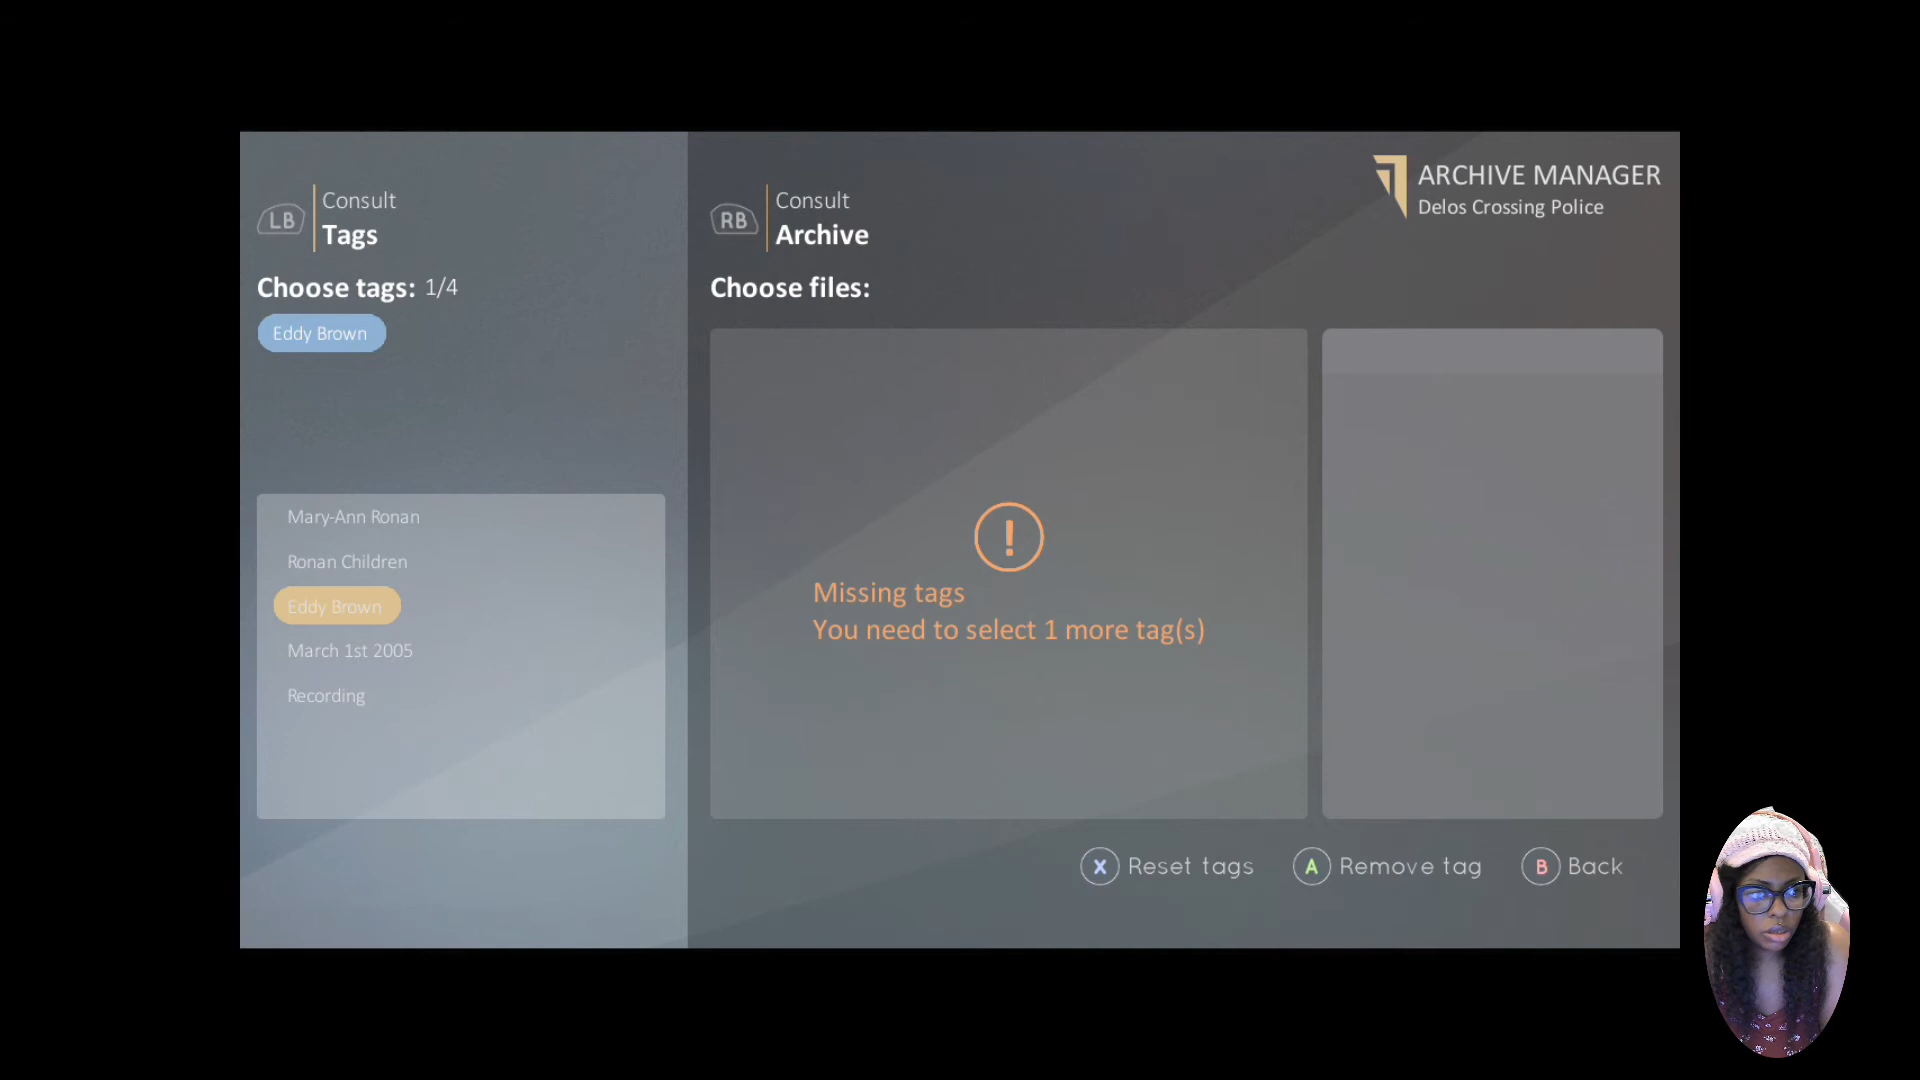 LB
Consult
Tags
Choose tags: 1/4
Eddy Brown
Mary-Ann Ronan
Ronan Children
Eddy Brown
March 1st 2005
Recording
RB
Consult
Archive
Choose files:
ARCHIVE MANAGER
Delos Crossing Police
!
Missing tags
You need to select 1 more tag(s)
X Reset tags
A Remove tag
B Back